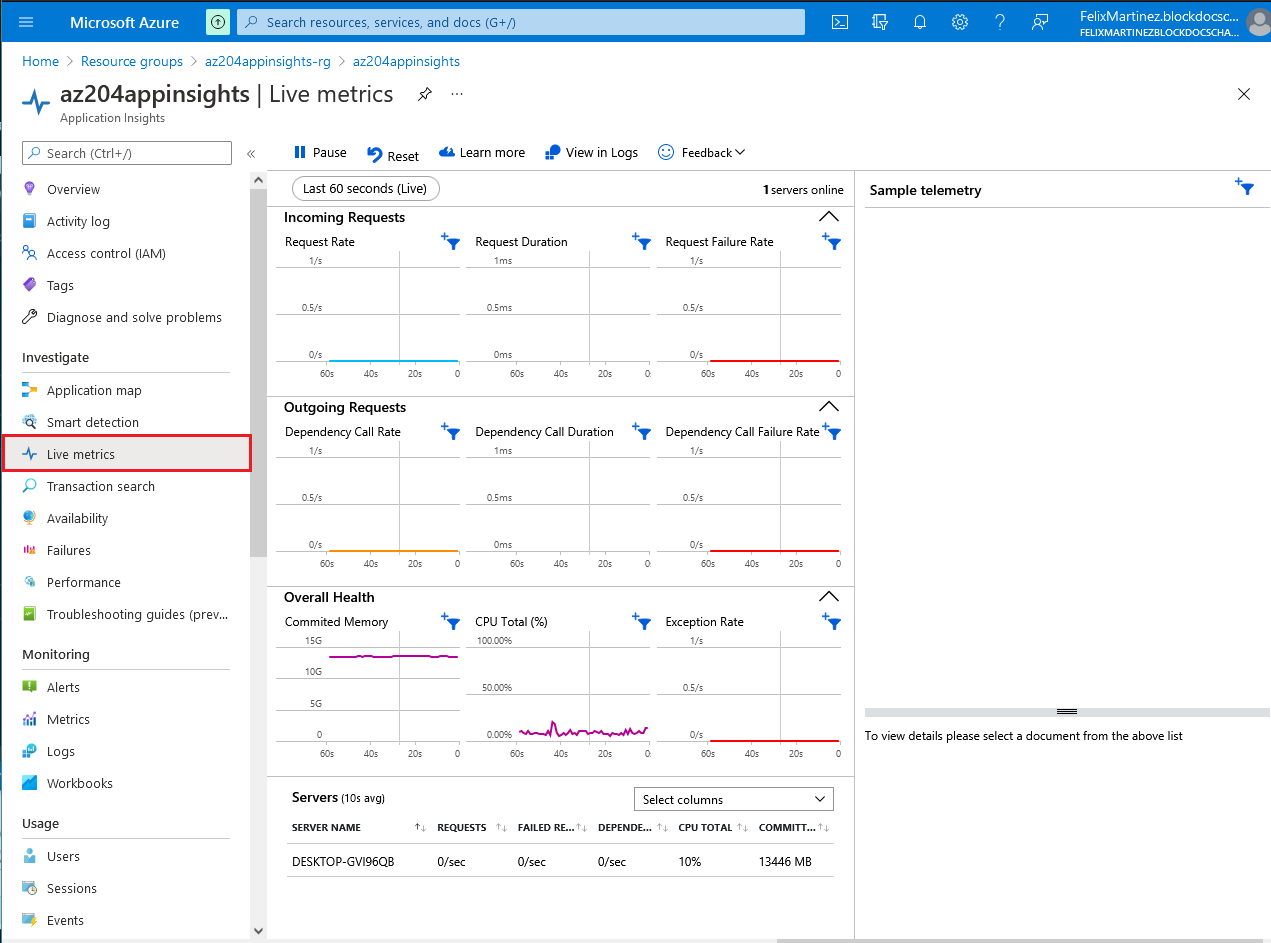 Microsoft Azure
Search resources, services, and docs (G+/)
FelixMartinez.blockdocsc...
FELIXMARTINEZBLOCKDOCSCHA...
Home > Resource groups > az204appinsights-rg > az204appinsights
az204appinsights | Live metrics
...
Application Insights
Search (Ctrl+/)
«
Overview
Activity log
Access control (IAM)
Tags
Diagnose and solve problems
Investigate
Application map
Smart detection
Live metrics
Transaction search
Availability
Failures
Performance
Troubleshooting guides (prev...
Monitoring
Alerts
Metrics
Logs
Workbooks
Usage
Users
Sessions
Events
Pause
Reset
Learn more
View in Logs
Feedback
Last 60 seconds (Live)
1 servers online
Incoming Requests
Request Rate
1/s
0.5/s
0/s
60s 40s 20s 0
Request Duration
1ms
0.5ms
0ms
60s 40s 20s 0
Request Failure Rate
1/s
0.5/s
0/s
60s 40s 20s 0
Outgoing Requests
Dependency Call Rate
1/s
0.5/s
0/s
60s 40s 20s 0
Dependency Call Duration
1ms
0.5ms
0ms
60s 40s 20s 0
Dependency Call Failure Rate
1/s
0.5/s
0/s
60s 40s 20s 0
Overall Health
Commited Memory
15G
10G
5G
0
60s 40s 20s 0
CPU Total (%)
100.00%
50.00%
0.00%
60s 40s 20s 0
Exception Rate
1/s
0.5/s
0/s
60s 40s 20s 0
Servers (10s avg)
Select columns
SERVER NAME REQUESTS FAILED RE... DEPENDE... CPU TOTAL COMMITT...
DESKTOP-GVI96QB 0/sec 0/sec 0/sec 10% 13446 MB
Sample telemetry
To view details please select a document from the above list